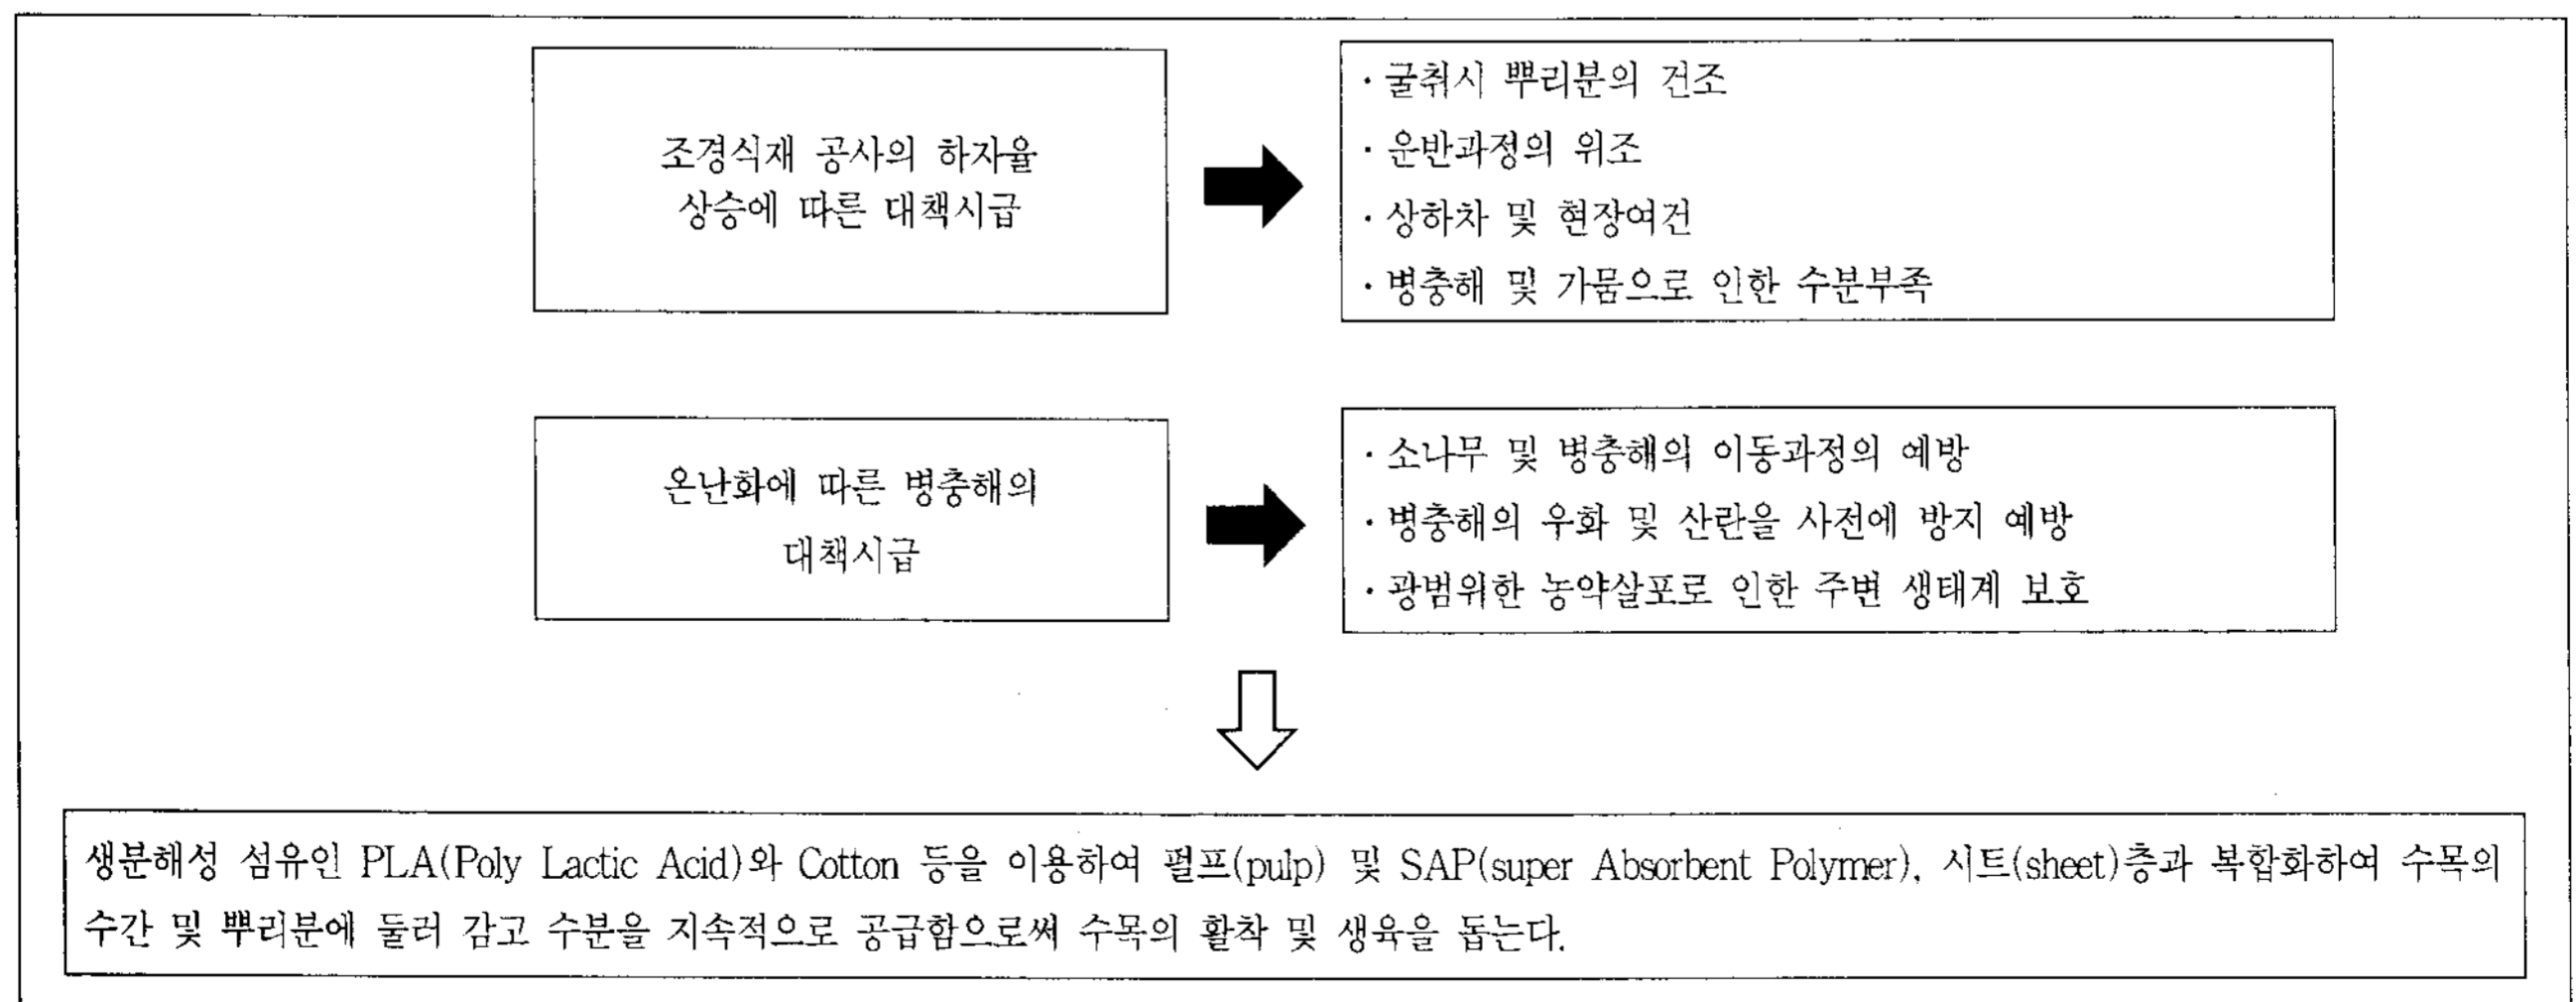 조경식재 공사의 하자율
상승에 따른 대책시급
· 굴취시 뿌리분의 건조
· 운반과정의 위조
· 상하차 및 현장여건
· 병충해 및 가뭄으로 인한 수분부족
온난화에 따른 병충해의
대책시급
· 소나무 및 병충해의 이동과정의 예방
· 병충해의 우화 및 산란을 사전에 방지 예방
· 광범위한 농약살포로 인한 주변 생태계 보호
생분해성 섬유인 PLA(Poly Lactic Acid)와 Cotton 등을 이용하여 펄프(pulp) 및 SAP(super Absorbent Polymer), 시트(sheet)층과 복합화하여 수목의
수간 및 뿌리분에 둘러 감고 수분을 지속적으로 공급함으로써 수목의 활착 및 생육을 돕는다.